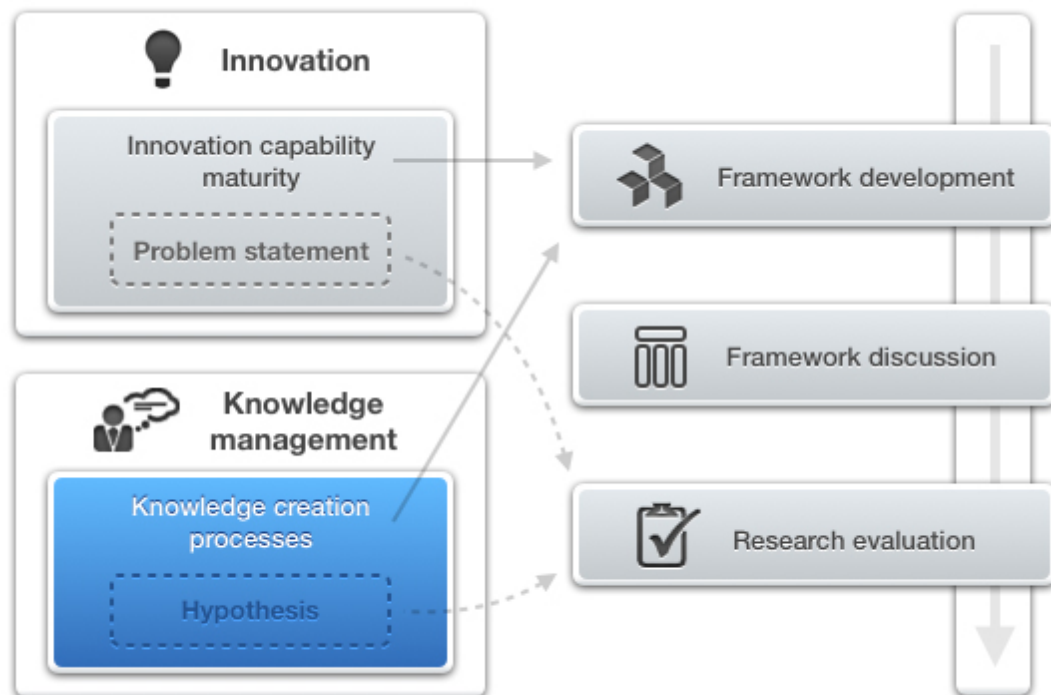 Innovation
Innovation capability
maturity
Problem statement
Knowledge
management
Knowledge creation
processes
Hypothesis
Framework development
Framework discussion
Research evaluation